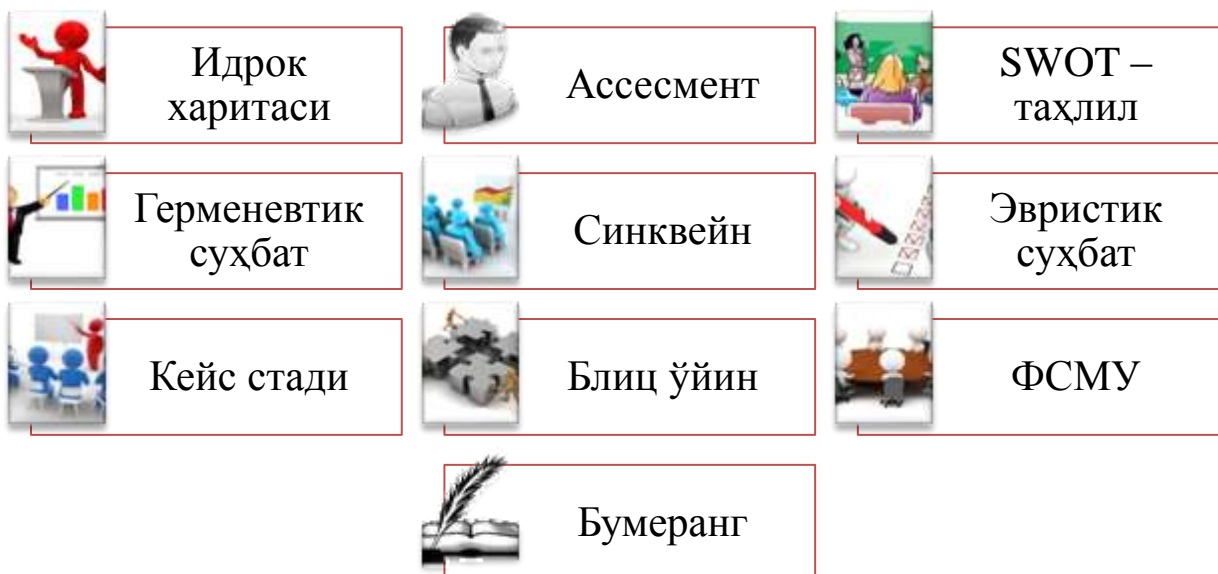 Идрок
харитаси
Ассесмент
SWOT –
таҳлил
Герменевтик
суҳбат
Синквейн
Эвристик
суҳбат
Кейс стади
Блиц ўйин
ФСМУ
Бумеранг